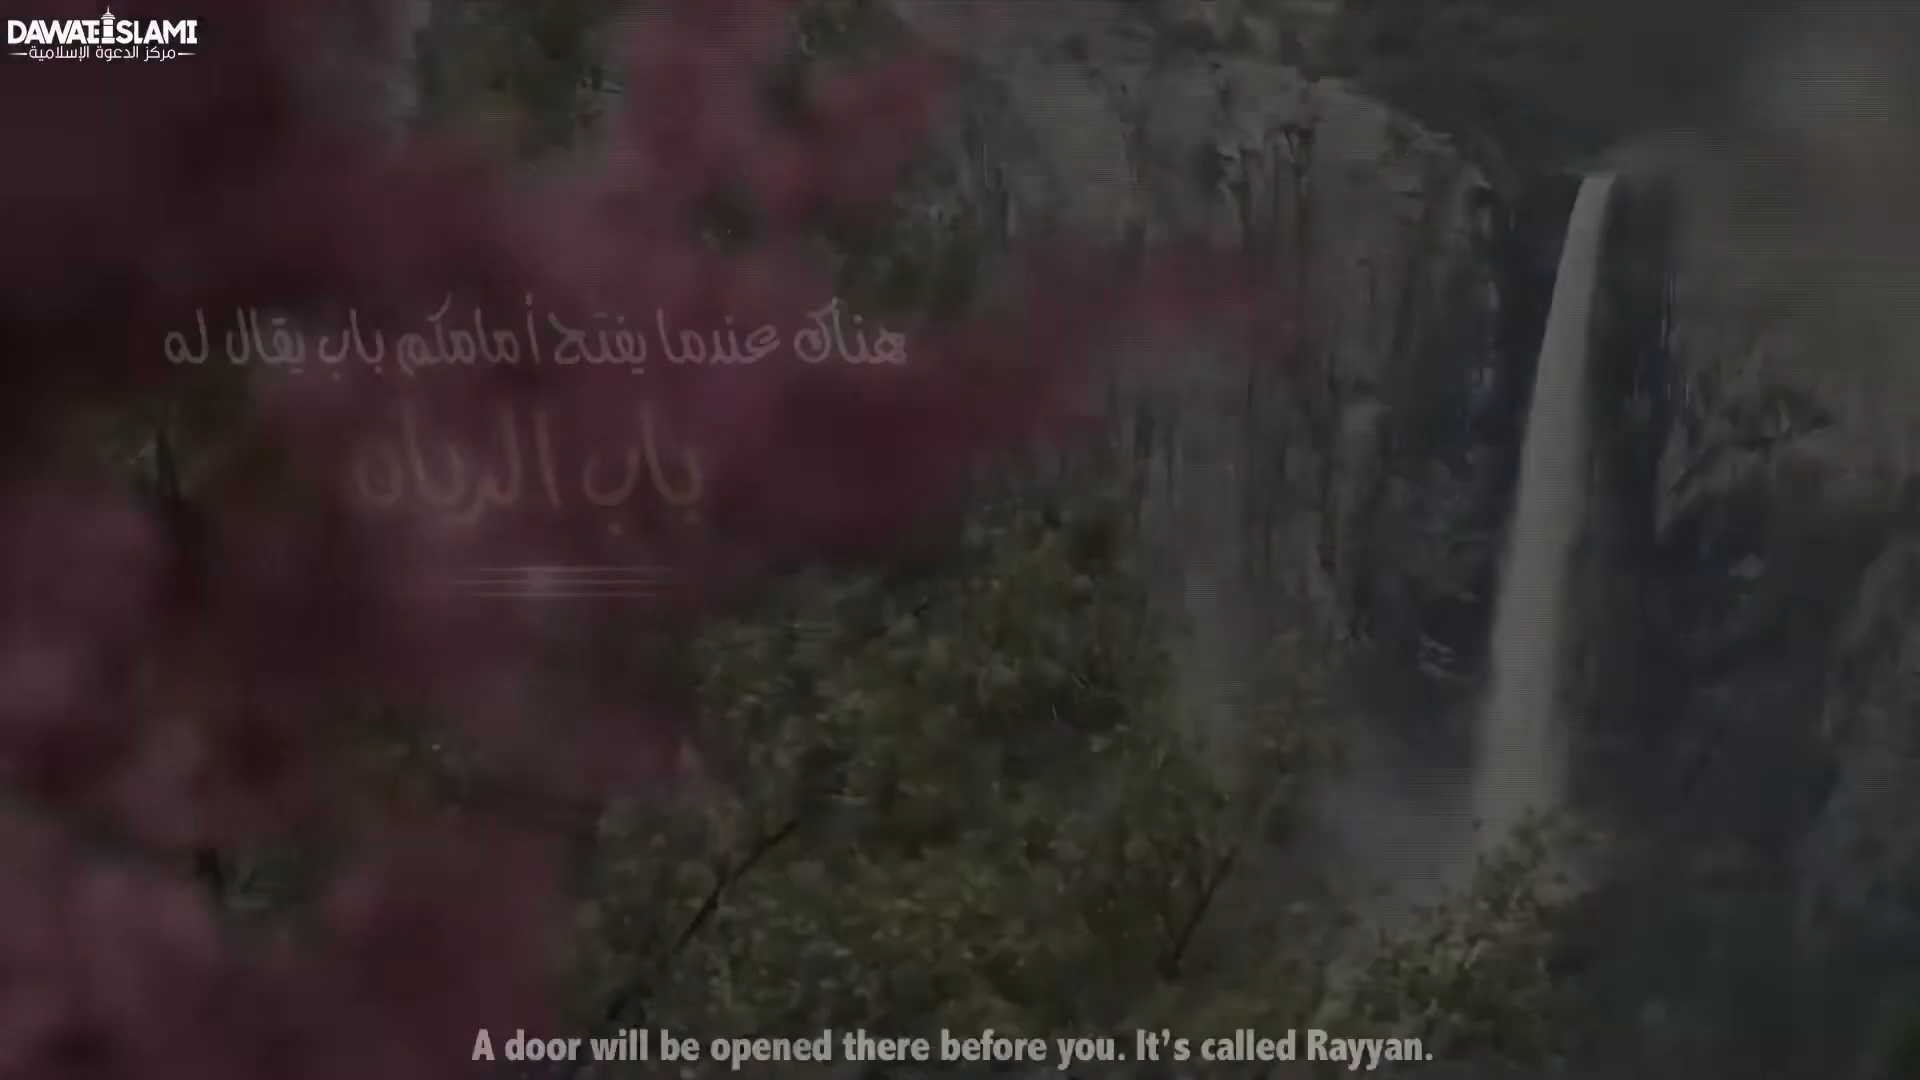 DAWATEISLAMI
مركز الدعوة الإسلامية
هناك عندما يفتح أمامكم باب يقال له
باب الريان
A door will be opened there before you. It's called Rayyan.